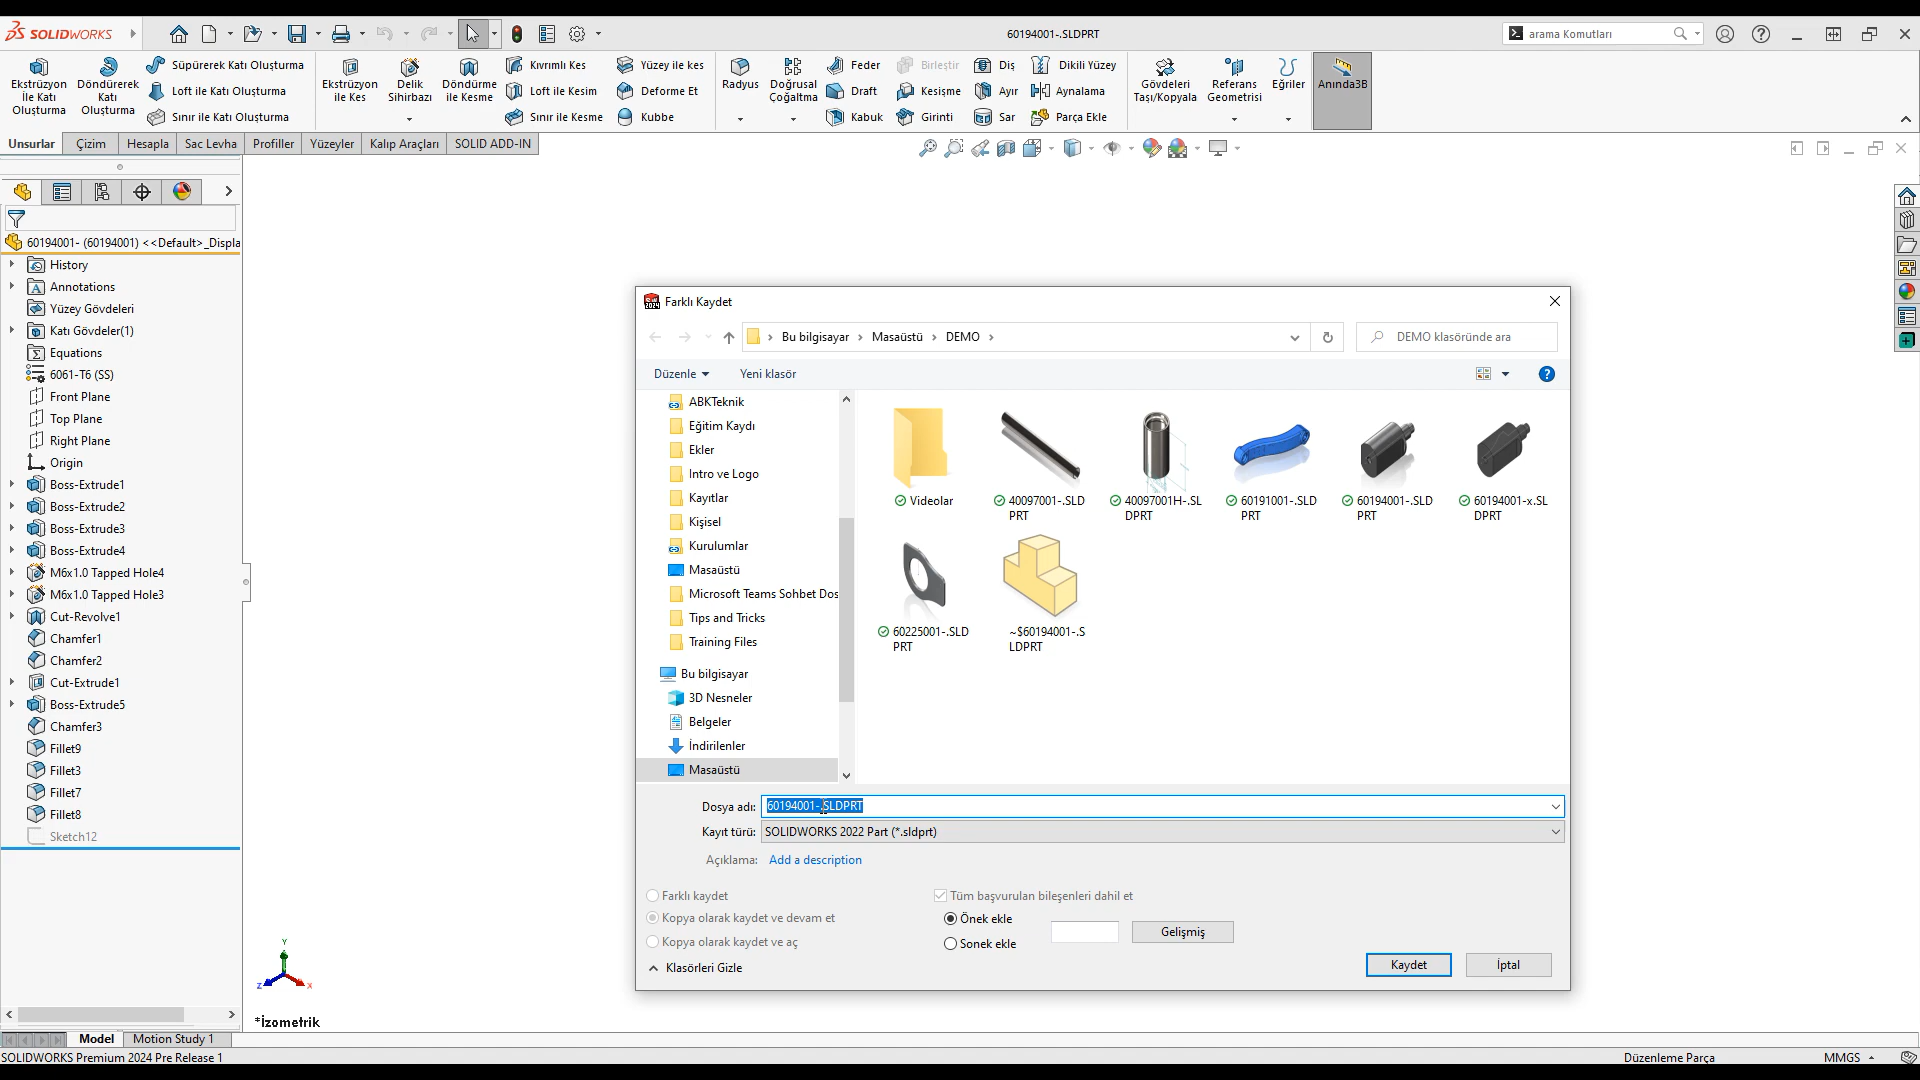 SOLIDWORKS
60194001-.SLDPRT
arama Komutları
Ekstrüzyon İle Katı Oluşturma
Döndürerek Katı Oluşturma
Süpürerek Katı Oluşturma
Loft ile Katı Oluşturma
Sınır ile Katı Oluşturma
Ekstrüzyon ile Kes
Delik Sihirbazı
Döndürme ile Kesme
Kıvrımlı Kes
Loft ile Kesim
Sınır ile Kesme
Yüzey ile kes
Deforme Et
Kubbe
Radyus
Doğrusal Çoğaltma
Feder
Draft
Kabuk
Birleştir
Kesişme
Girinti
Dış
Ayır
Sar
Dikili Yüzey
Aynalama
Parça Ekle
Gövdeleri Taşı/Kopyala
Referans Geometrisi
Eğriler
Anında3B
Unsurlar
Çizim
Hesapla
Sac Levha
Profiller
Yüzeyler
Kalıp Araçları
SOLID ADD-IN
60194001- (60194001) <<Default>_Displa
History
Annotations
Yüzey Gövdeleri
Katı Gövdeler(1)
Equations
6061-T6 (SS)
Front Plane
Top Plane
Right Plane
Origin
Boss-Extrude1
Boss-Extrude2
Boss-Extrude3
Boss-Extrude4
M6x1.0 Tapped Hole4
M6x1.0 Tapped Hole3
Cut-Revolve1
Chamfer1
Chamfer2
Cut-Extrude1
Boss-Extrude5
Chamfer3
Fillet9
Fillet3
Fillet7
Fillet8
Sketch12
Farklı Kaydet
Bu bilgisayar
Masaüstü
DEMO
DEMO klasöründe ara
Düzenle
Yeni klasör
ABKTeknik
Eğitim Kaydı
Ekler
Intro ve Logo
Kayıtlar
Kişisel
Kurulumlar
Masaüstü
Microsoft Teams Sohbet Dos
Tips and Tricks
Training Files
Bu bilgisayar
3D Nesneler
Belgeler
İndirilenler
Masaüstü
Videolar
40097001-.SLD
PRT
40097001H-.SL
DPRT
60191001-.SLD
PRT
60194001-.SLD
PRT
60194001-x.SL
DPRT
60225001-.SLD
PRT
~$60194001-.S
LDPRT
Dosya adı: 60194001-.SLDPRT
Kayıt türü: SOLIDWORKS 2022 Part (*.sldprt)
Açıklama: Add a description
Farklı kaydet
Kopya olarak kaydet ve devam et
Kopya olarak kaydet ve aç
Tüm başvurulan bileşenleri dahil et
Önek ekle
Sonek ekle
Gelişmiş
Klasörleri Gizle
Kaydet
İptal
Y
Z
X
*İzometrik
Model
Motion Study 1
SOLIDWORKS Premium 2024 Pre Release 1
Düzenleme Parça
MMGS